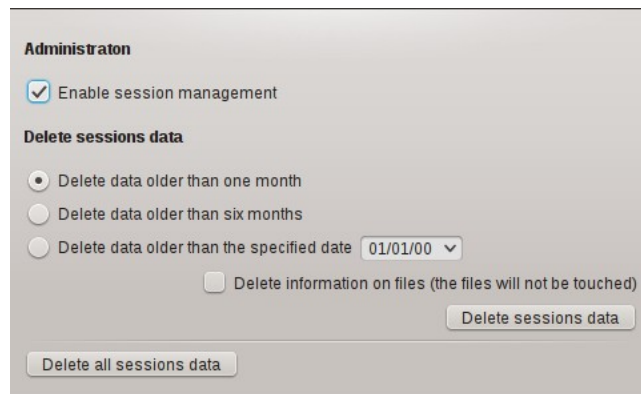 Administraton
Enable session management
Delete sessions data
Delete data older than one month
Delete data older than six months
Delete data older than the specified date 01/01/00
Delete information on files (the files will not be touched)
Delete sessions data
Delete all sessions data